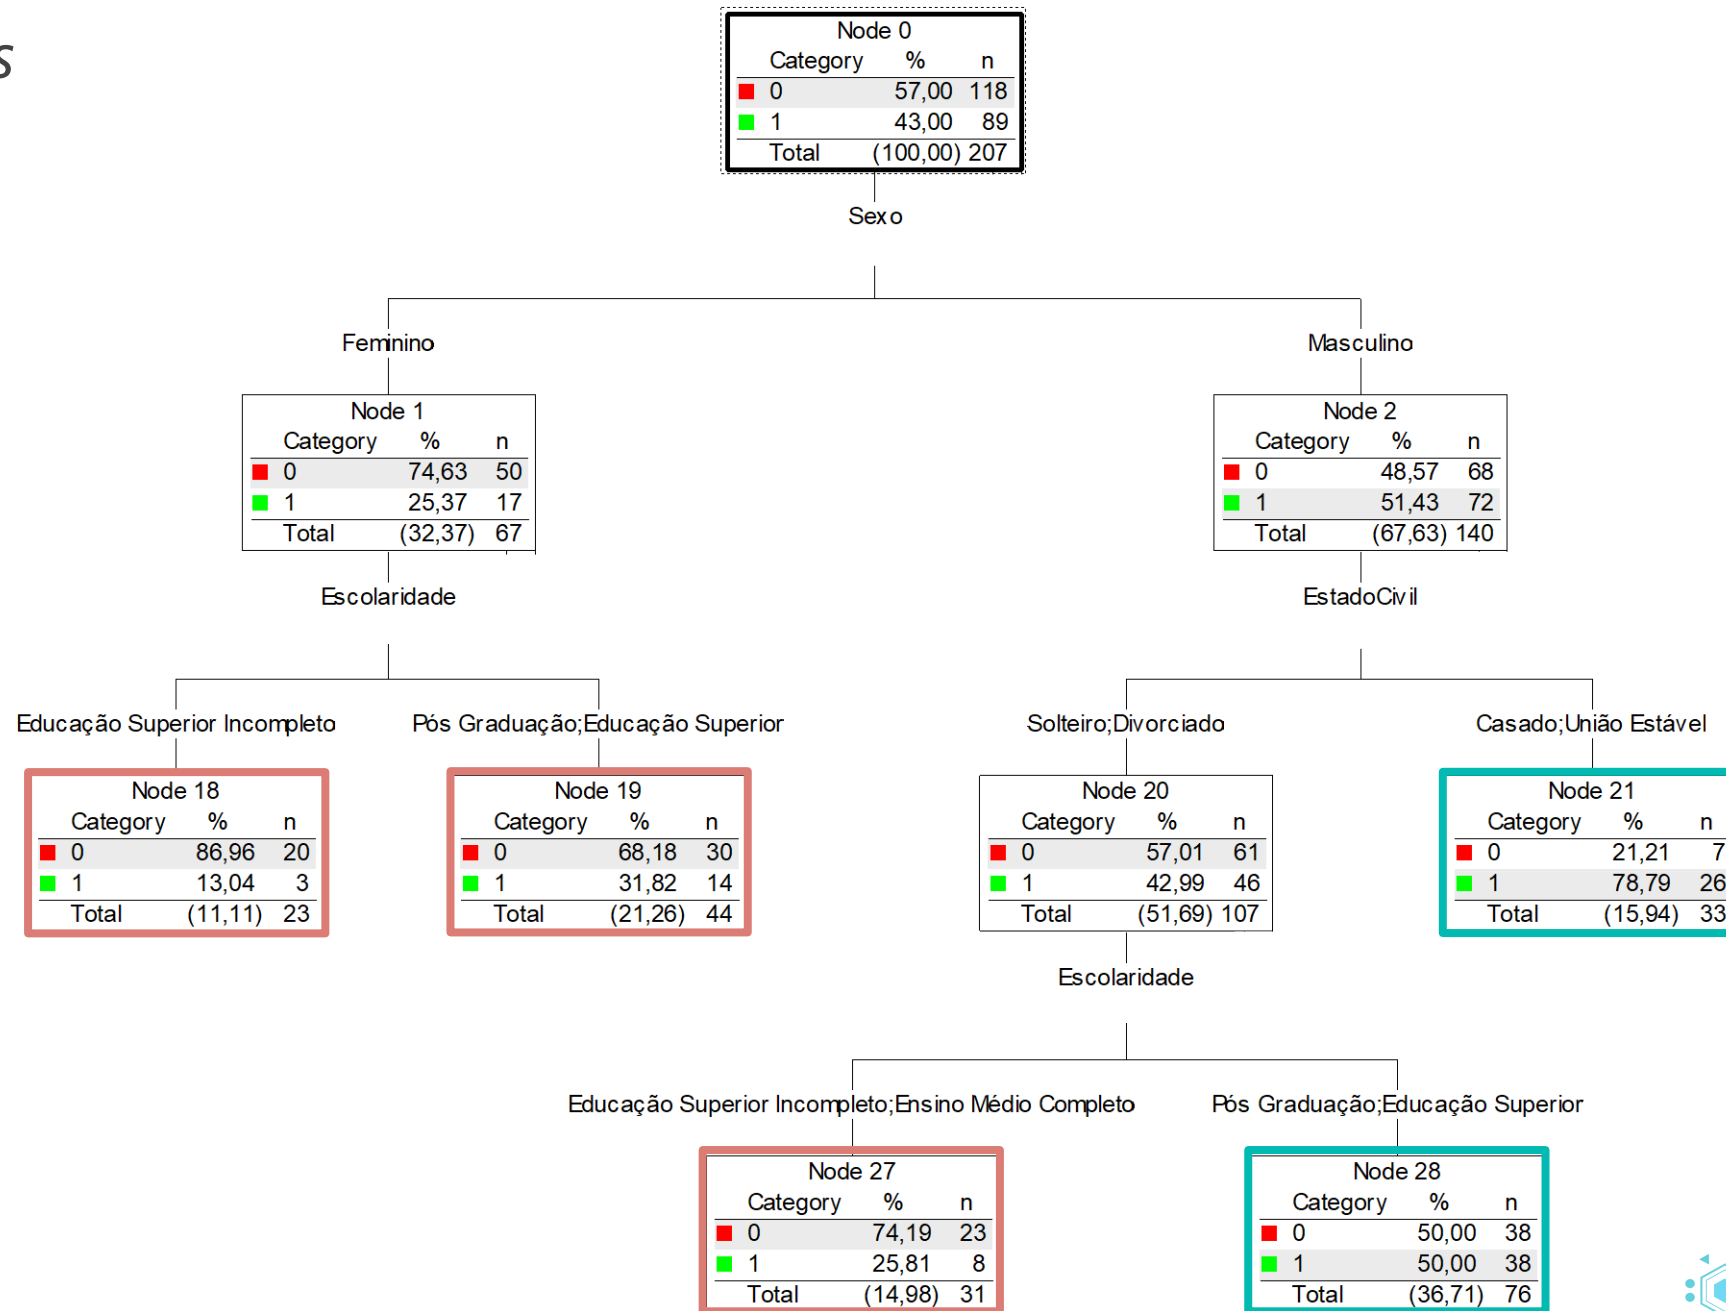 s
Node 0
Category % n
0 57,00 118
1 43,00 89
Total (100,00) 207
Sexo
Feminino
Masculino
Node 1
Category % n
0 74,63 50
1 25,37 17
Total (32,37) 67
Node 2
Category % n
0 48,57 68
1 51,43 72
Total (67,63) 140
Escolaridade
EstadoCivil
Educação Superior Incompleto
Pós Graduação;Educação Superior
Solteiro;Divorciado
Casado;União Estável
Node 18
Category % n
0 86,96 20
1 13,04 3
Total (11,11) 23
Node 19
Category % n
0 68,18 30
1 31,82 14
Total (21,26) 44
Node 20
Category % n
0 57,01 61
1 42,99 46
Total (51,69) 107
Node 21
Category % n
0 21,21 7
1 78,79 26
Total (15,94) 33
Escolaridade
Educação Superior Incompleto;Ensino Médio Completo
Pós Graduação;Educação Superior
Node 27
Category % n
0 74,19 23
1 25,81 8
Total (14,98) 31
Node 28
Category % n
0 50,00 38
1 50,00 38
Total (36,71) 76